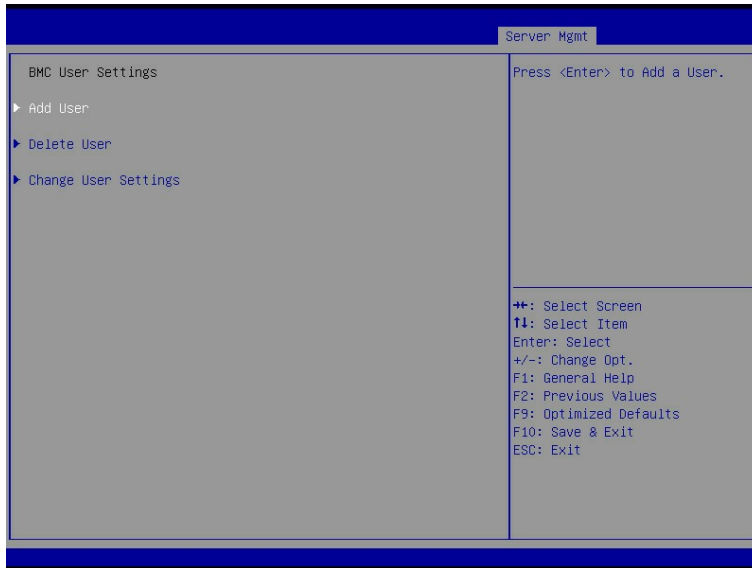 Server Mgmt
BMC User Settings
Add User
Delete User
Change User Settings
Press <Enter> to Add a User.
→←: Select Screen
↑↓: Select Item
Enter: Select
+/-: Change Opt.
F1: General Help
F2: Previous Values
F9: Optimized Defaults
F10: Save & Exit
ESC: Exit